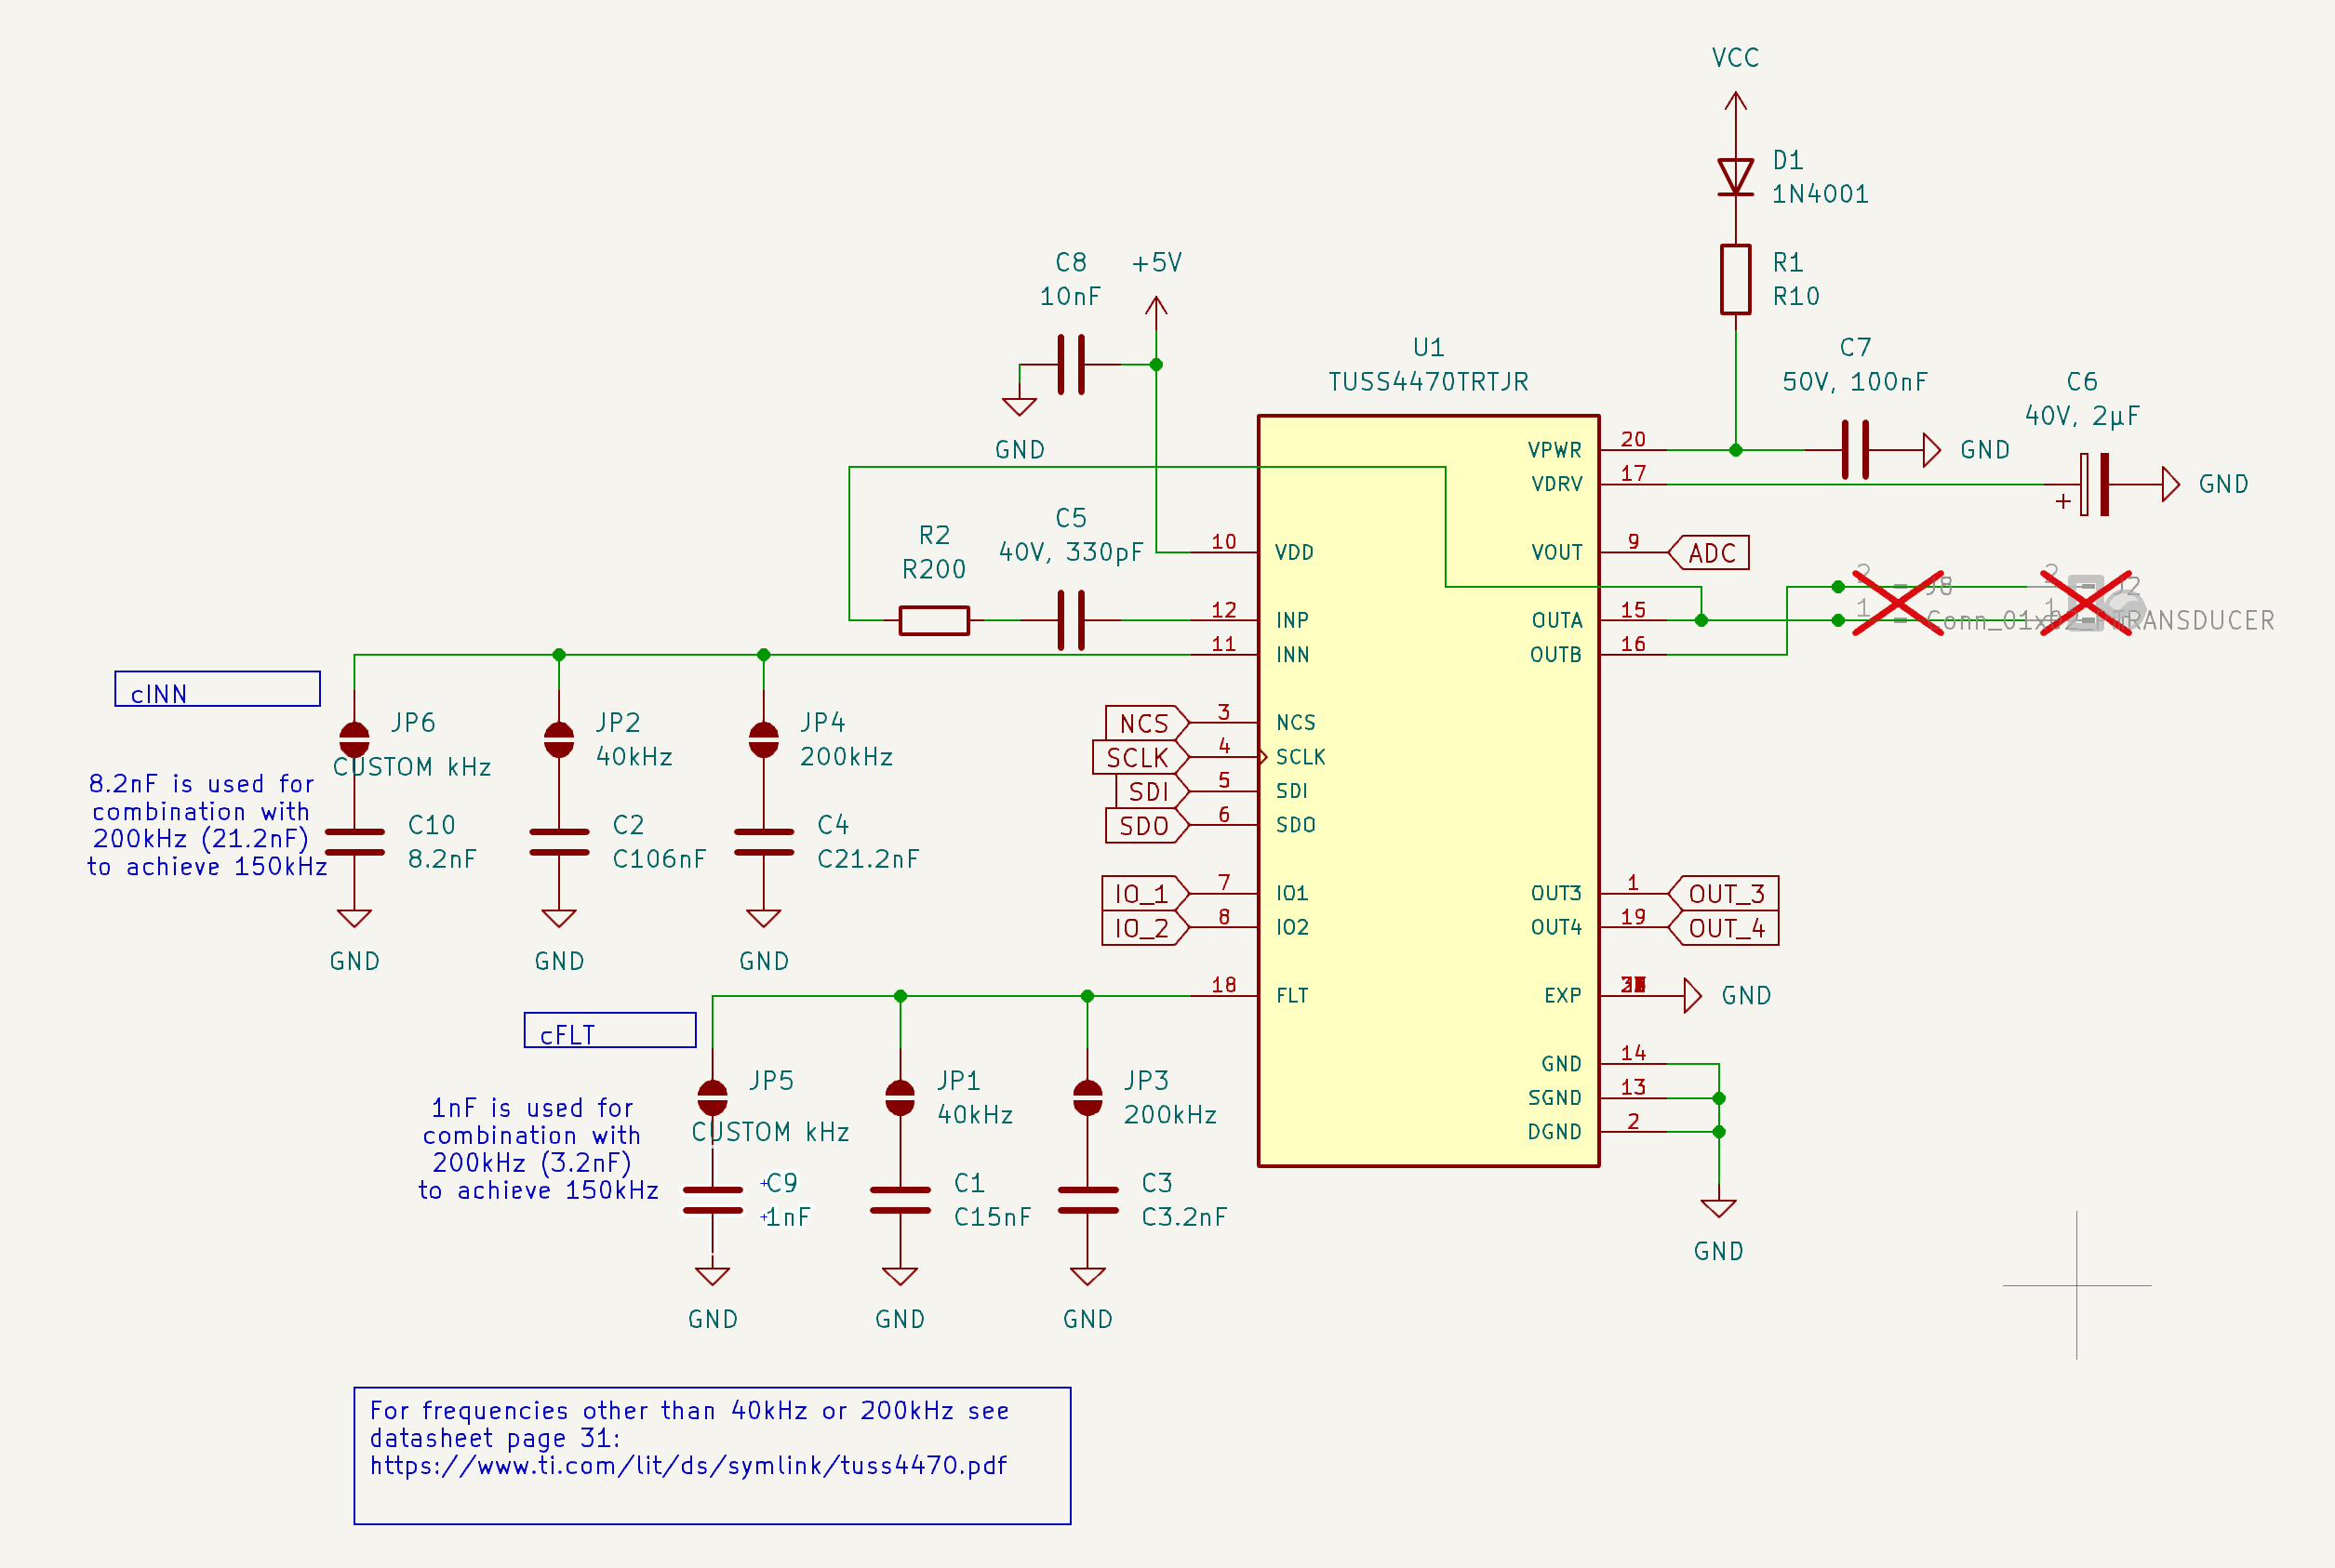 VCC
D1
1N4001
R1
R10
C8
10nF
+5V
GND
U1
TUSS4470TRTJR
C7
50V, 100nF
GND
C6
40V, 2µF
+
GND
R2
R200
C5
40V, 330pF
20
17
9
15
16
1
19
14
13
2
10
12
11
3
4
5
6
7
8
18
VPWR
VDRV
VOUT
OUTA
OUTB
OUT3
OUT4
EXP
GND
SGND
DGND
VDD
INP
INN
NCS
SCLK
SDI
SDO
IO1
IO2
FLT
ADC
2
1
2
1
TRANSDUCER
NCS
SCLK
SDI
SDO
IO_1
IO_2
OUT_3
OUT_4
GND
GND
cINN
8.2nF is used for
combination with
200kHz (21.2nF)
to achieve 150kHz
JP6
CUSTOM kHz
C10
8.2nF
GND
JP2
40kHz
C2
C106nF
GND
JP4
200kHz
C4
C21.2nF
GND
cFLT
1nF is used for
combination with
200kHz (3.2nF)
to achieve 150kHz
JP5
CUSTOM kHz
C9
1nF
GND
JP1
40kHz
C1
C15nF
GND
JP3
200kHz
C3
C3.2nF
GND
For frequencies other than 40kHz or 200kHz see
datasheet page 31:
https://www.ti.com/lit/ds/symlink/tuss4470.pdf